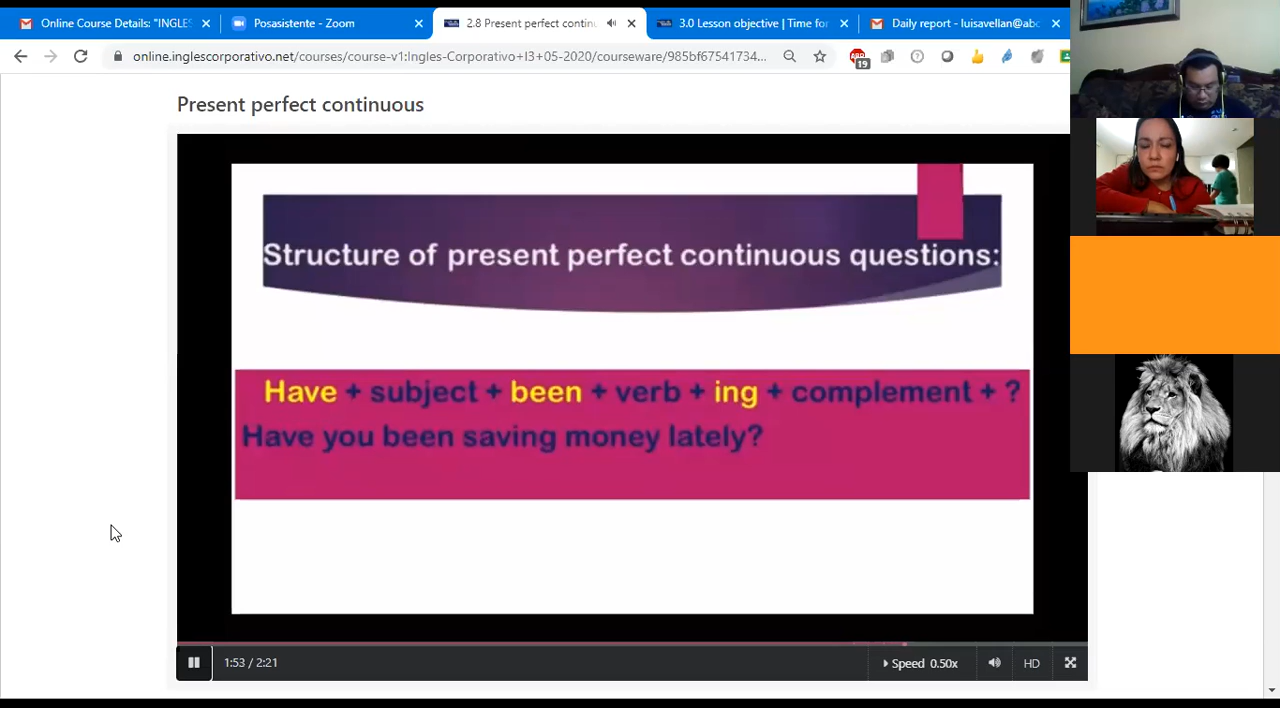 Online Course Details: "INGLES
Posasistente - Zoom
2.8 Present perfect continu
3.0 Lesson objective | Time for
Daily report - luisavellan@abc
online.inglescorporativo.net/courses/course-v1:Ingles-Corporativo+I3+05-2020/courseware/985bf67541734...
19
Present perfect continuous
Structure of present perfect continuous questions:
Have + subject + been + verb + ing + complement + ?
Have you been saving money lately?
1:53 / 2:21
Speed 0.50x
HD